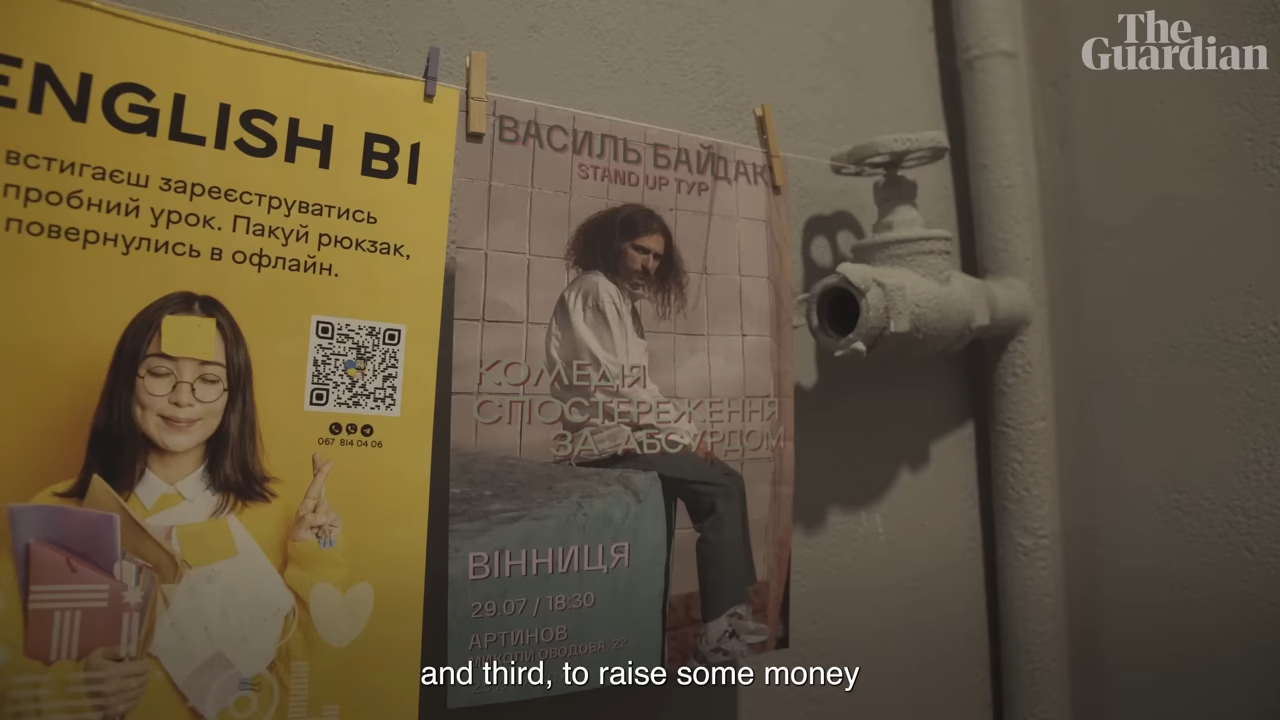 The
Guardian
ENGLISH B1
встигаєш зареєструватись
пробний урок. Пакуй рюкзак,
повернулись в офлайн.
067 814 04 06
ВАСИЛЬ БАЙДАК
STAND UP ТУР
КОМЕДІЯ
СПОСТЕРЕЖЕННЯ
ЗА АБСУРДОМ
ВІННИЦЯ
29.07 / 18:30
АРТИНОВ
МИКОЛИ ОВОДОВА, 22
and third, to raise some money